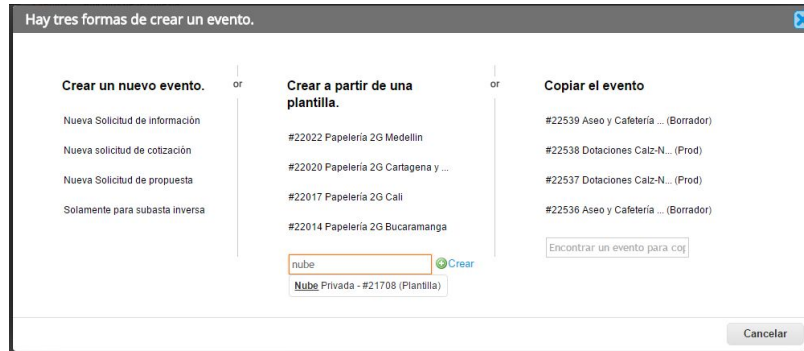 Hay tres formas de crear un evento.
Crear un nuevo evento.
Nueva Solicitud de información
Nueva solicitud de cotización
Nueva Solicitud de propuesta
Solamente para subasta inversa
or
Crear a partir de una
plantilla.
#22022 Papelería 2G Medellin
#22020 Papelería 2G Cartagena y ...
#22017 Papelería 2G Cali
#22014 Papelería 2G Bucaramanga
nube
Crear
Nube Privada - #21708 (Plantilla)
or
Copiar el evento
#22539 Aseo y Cafetería ... (Borrador)
#22538 Dotaciones Calz-N... (Prod)
#22537 Dotaciones Calz-N... (Prod)
#22536 Aseo y Cafetería ... (Borrador)
Encontrar un evento para cop
Cancelar